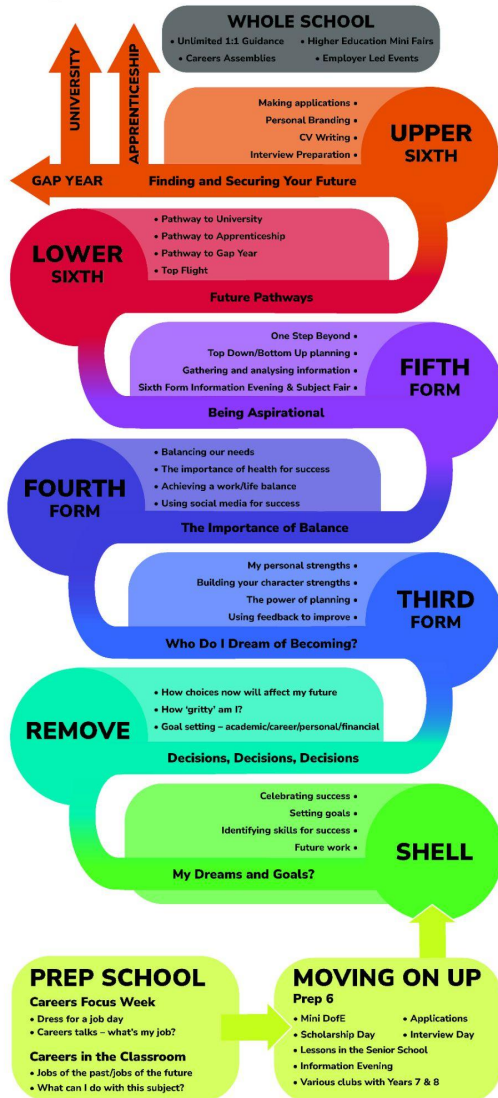 WHOLE SCHOOL
• Unlimited 1:1 Guidance • Higher Education Mini Fairs
• Careers Assemblies • Employer Led Events
UNIVERSITY
APPRENTICESHIP
GAP YEAR
Making applications •
Personal Branding •
CV Writing •
Interview Preparation •
UPPER
SIXTH
Finding and Securing Your Future
LOWER
SIXTH
• Pathway to University
• Pathway to Apprenticeship
• Pathway to Gap Year
• Top Flight
Future Pathways
One Step Beyond •
Top Down/Bottom Up planning •
Gathering and analysing information •
Sixth Form Information Evening & Subject Fair •
FIFTH
FORM
Being Aspirational
FOURTH
FORM
• Balancing our needs
• The importance of health for success
• Achieving a work/life balance
• Using social media for success
The Importance of Balance
My personal strengths •
Building your character strengths •
The power of planning •
Using feedback to improve •
THIRD
FORM
Who Do I Dream of Becoming?
REMOVE
• How choices now will affect my future
• How ‘gritty’ am I?
• Goal setting – academic/career/personal/financial
Decisions, Decisions, Decisions
Celebrating success •
Setting goals •
Identifying skills for success •
Future work •
SHELL
My Dreams and Goals?
PREP SCHOOL
Careers Focus Week
• Dress for a job day
• Careers talks – what's my job?
Careers in the Classroom
• Jobs of the past/jobs of the future
• What can I do with this subject?
MOVING ON UP
Prep 6
• Mini DofE • Applications
• Scholarship Day • Interview Day
• Lessons in the Senior School
• Information Evening
• Various clubs with Years 7 & 8